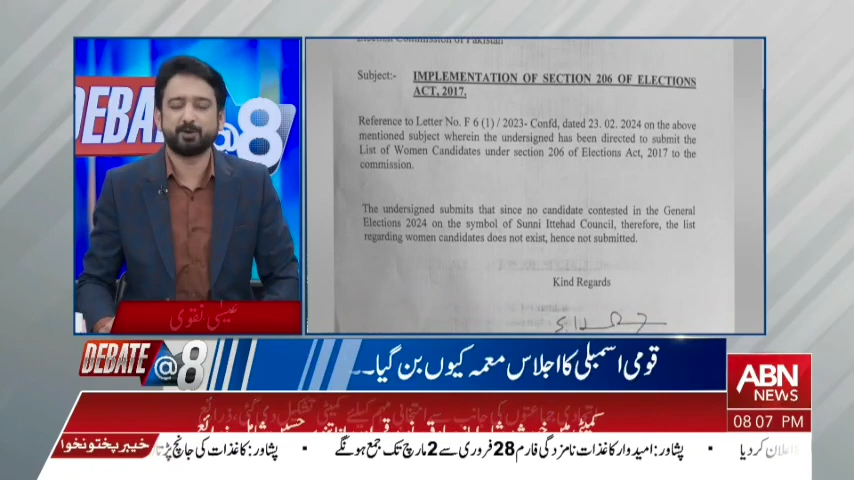 Election Commission of Pakistan
Subject:- IMPLEMENTATION OF SECTION 206 OF ELECTIONS
ACT, 2017.
Reference to Letter No. F 6 (1) / 2023- Confd, dated 23. 02. 2024 on the above
mentioned subject wherein the undersigned has been directed to submit the
List of Women Candidates under section 206 of Elections Act, 2017 to the
commission.
The undersigned submits that since no candidate contested in the General
Elections 2024 on the symbol of Sunni Ittehad Council, therefore, the list
regarding women candidates does not exist, hence not submitted.
Kind Regards
DEBA
@8
عیسیٰ نقوی
DEBATE @ 8
قومی اسمبلی کا اجلاس معمہ کیوں بن گیا۔۔
ABN
NEWS
08 07 PM
اعلان کر دیا
پشاور: امیدوار کاغذات نامزدگی فارم 28 فروری سے 2 مارچ تک جمع ہونگے
پشاور: کاغذات کی جانچ پڑتا
خیبر پختونخوا